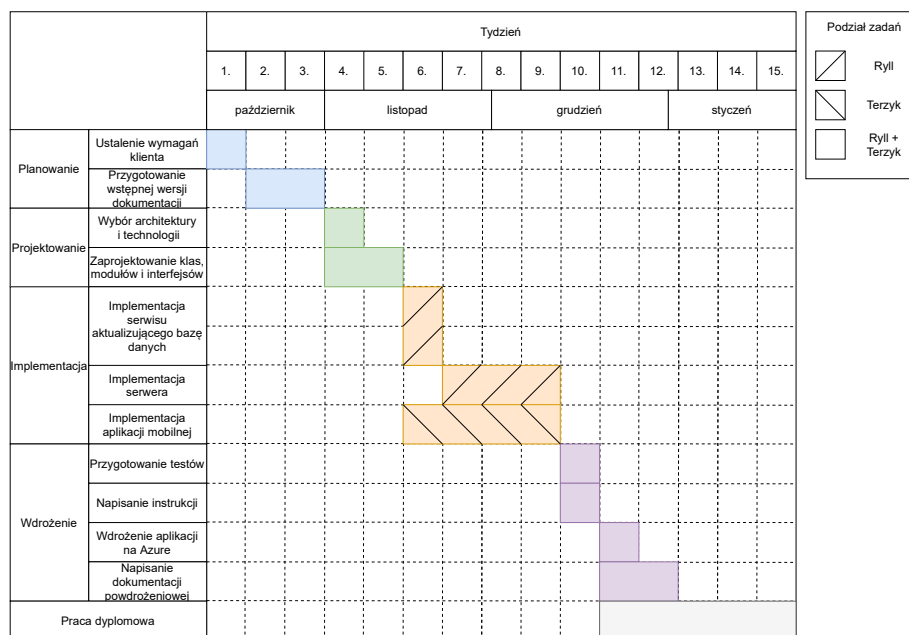 Tydzień
1. 2. 3. 4. 5. 6. 7. 8. 9. 10. 11. 12. 13. 14. 15.
październik listopad grudzień styczeń
Planowanie
Ustalenie wymagań
klienta
Przygotowanie
wstępnej wersji
dokumentacji
Projektowanie
Wybór architektury
i technologii
Zaprojektowanie klas,
modułów i interfejsów
Implementacja
Implementacja
serwisu
aktualizującego bazę
danych
Implementacja
serwera
Implementacja
aplikacji mobilnej
Wdrożenie
Przygotowanie testów
Napisanie instrukcji
Wdrożenie aplikacji
na Azure
Napisanie
dokumentacji
powdrożeniowej
Praca dyplomowa
Podział zadań
Ryll
Terzyk
Ryll +
Terzyk